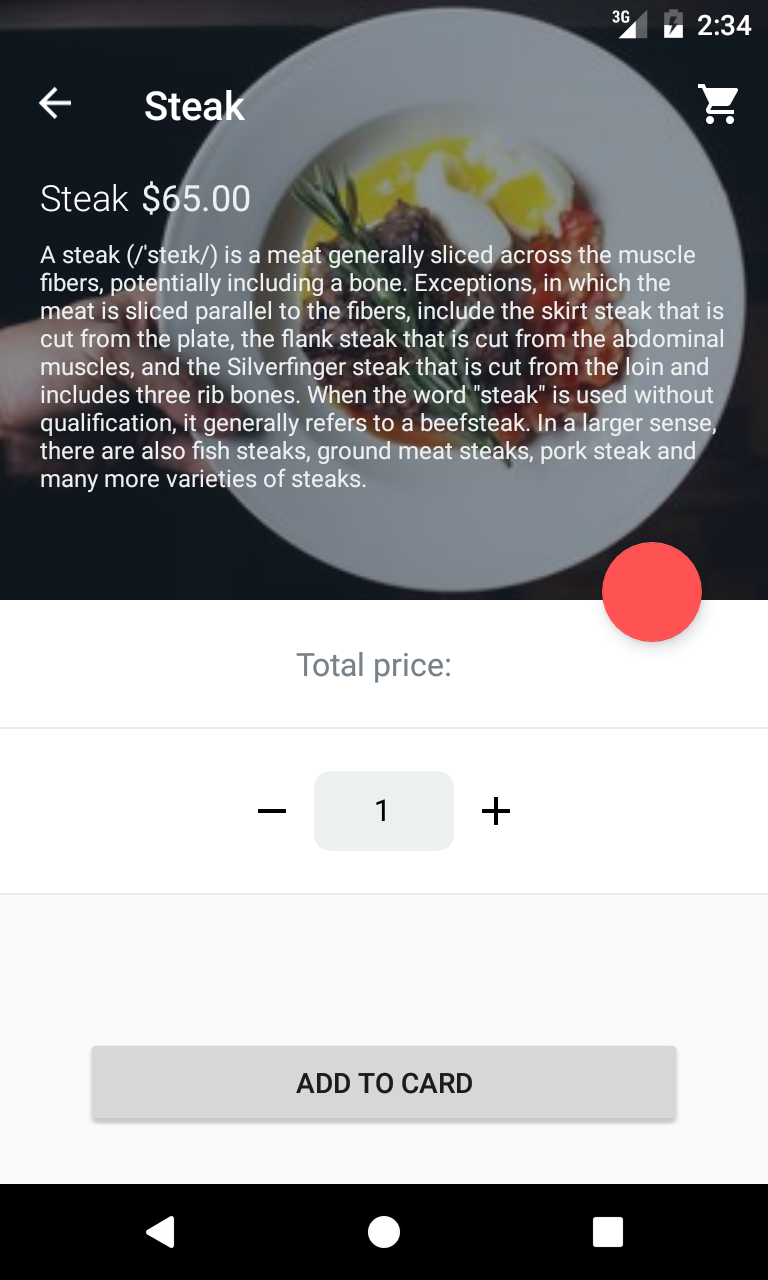 3G 2:34
Steak
Steak $65.00
A steak (/ˈsteɪk/) is a meat generally sliced across the muscle
fibers, potentially including a bone. Exceptions, in which the
meat is sliced parallel to the fibers, include the skirt steak that is
cut from the plate, the flank steak that is cut from the abdominal
muscles, and the Silverfinger steak that is cut from the loin and
includes three rib bones. When the word "steak" is used without
qualification, it generally refers to a beefsteak. In a larger sense,
there are also fish steaks, ground meat steaks, pork steak and
many more varieties of steaks.
Total price:
1
ADD TO CARD